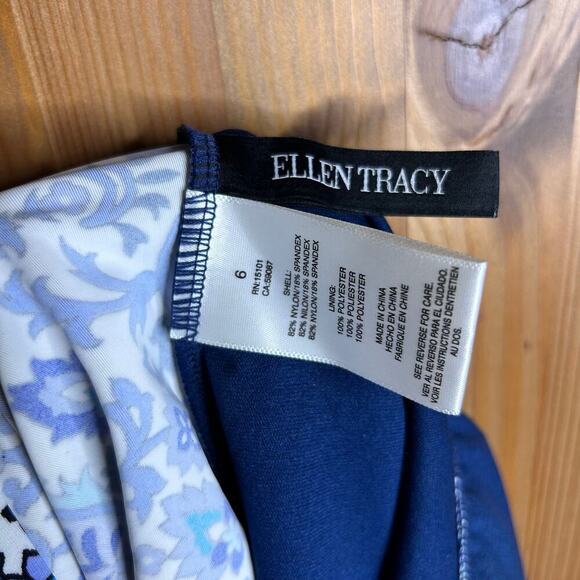 ELLEN TRACY
6
RN:15101
CA:59087
SHELL:
82% NYLON/18% SPANDEX
82% NILON/18% SPANDEX
82% NYLON/18% SPANDEX
LINING:
100% POLYESTER
100% POLIESTER
100% POLYESTER
MADE IN CHINA
HECHO EN CHINA
FABRIQUE EN CHINE
SEE REVERSE FOR CARE.
VER AL REVERSO PARA EL CUIDADO.
VOIR LES INSTRUCTIONS D'ENTRETIEN
AU DOS.